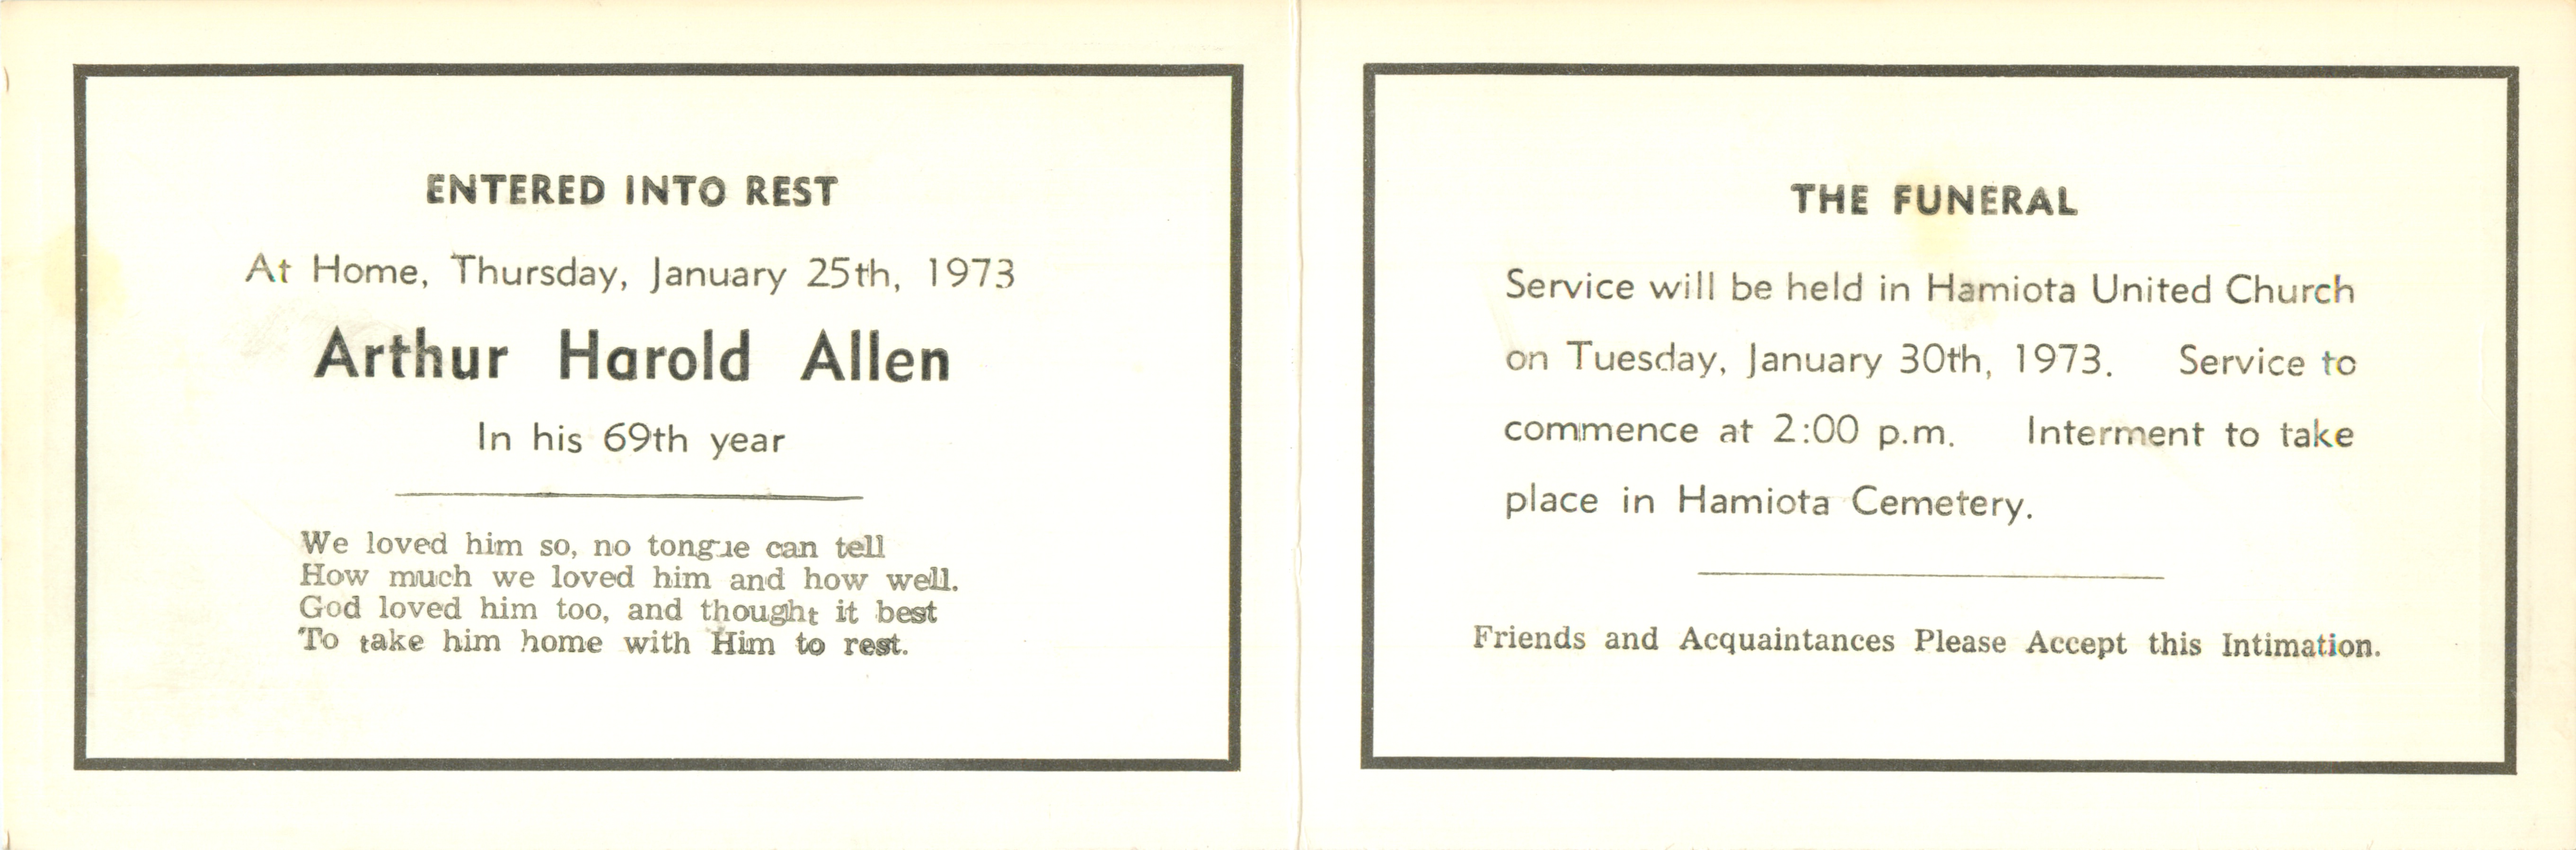 ENTERED INTO REST
At Home, Thursday, January 25th, 1973
Arthur Harold Allen
In his 69th year
We loved him so, no tongue can tell
How much we loved him and how well.
God loved him too, and thought it best
To take him home with Him to rest.
THE FUNERAL
Service will be held in Hamiota United Church
on Tuesday, January 30th, 1973. Service to
commence at 2:00 p.m. Interment to take
place in Hamiota Cemetery.
Friends and Acquaintances Please Accept this Intimation.